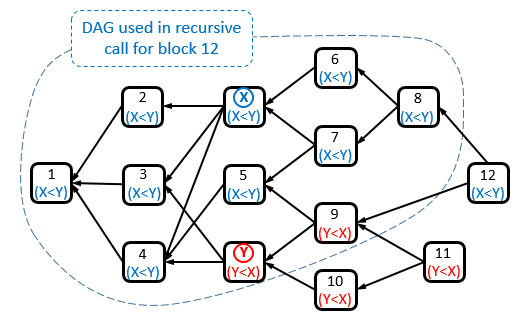 DAG used in recursive
call for block 12
6
(X<Y)
2
(X<Y)
X
(X<Y)
8
(X<Y)
7
(X<Y)
1
(X<Y)
3
(X<Y)
5
(X<Y)
12
(X<Y)
9
(Y<X)
4
(X<Y)
Y
(Y<X)
11
(Y<X)
10
(Y<X)